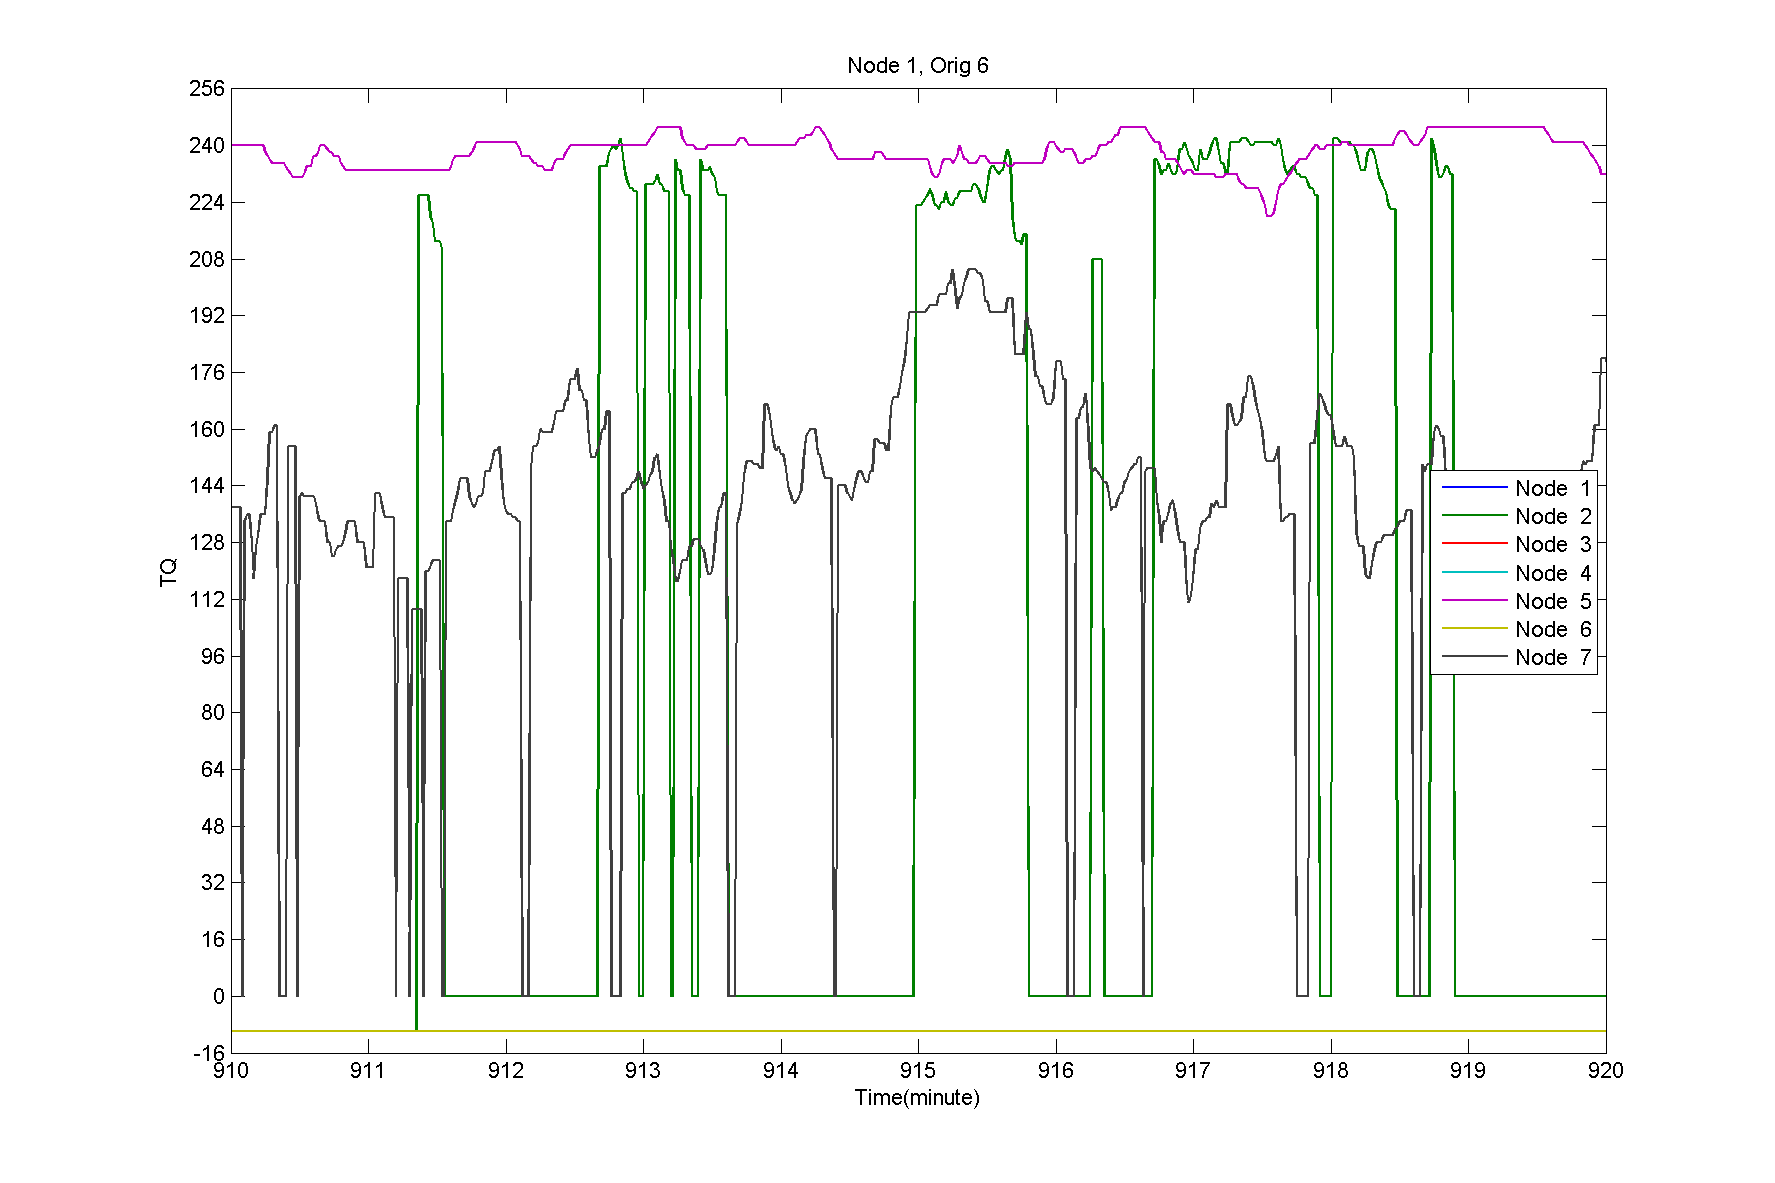 Node 1, Orig 6
256
240
224
208
192
176
160
144
128
112
96
80
64
48
32
16
0
-16
TQ
Node 1
Node 2
Node 3
Node 4
Node 5
Node 6
Node 7
910 911 912 913 914 915 916 917 918 919 920
Time(minute)